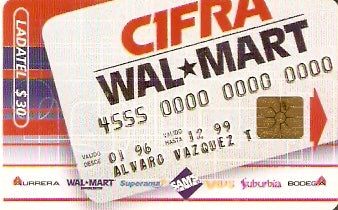 LADATEL $30
CIFRA
WAL★MART
4555 0000 0000 0000
VALIDO DESDE 01 96 VALIDO HASTA 12 99
ALVARO VAZQUEZ T
AURRERA WAL-MART Superama SAM'S VIPS Suburbia BODEGA